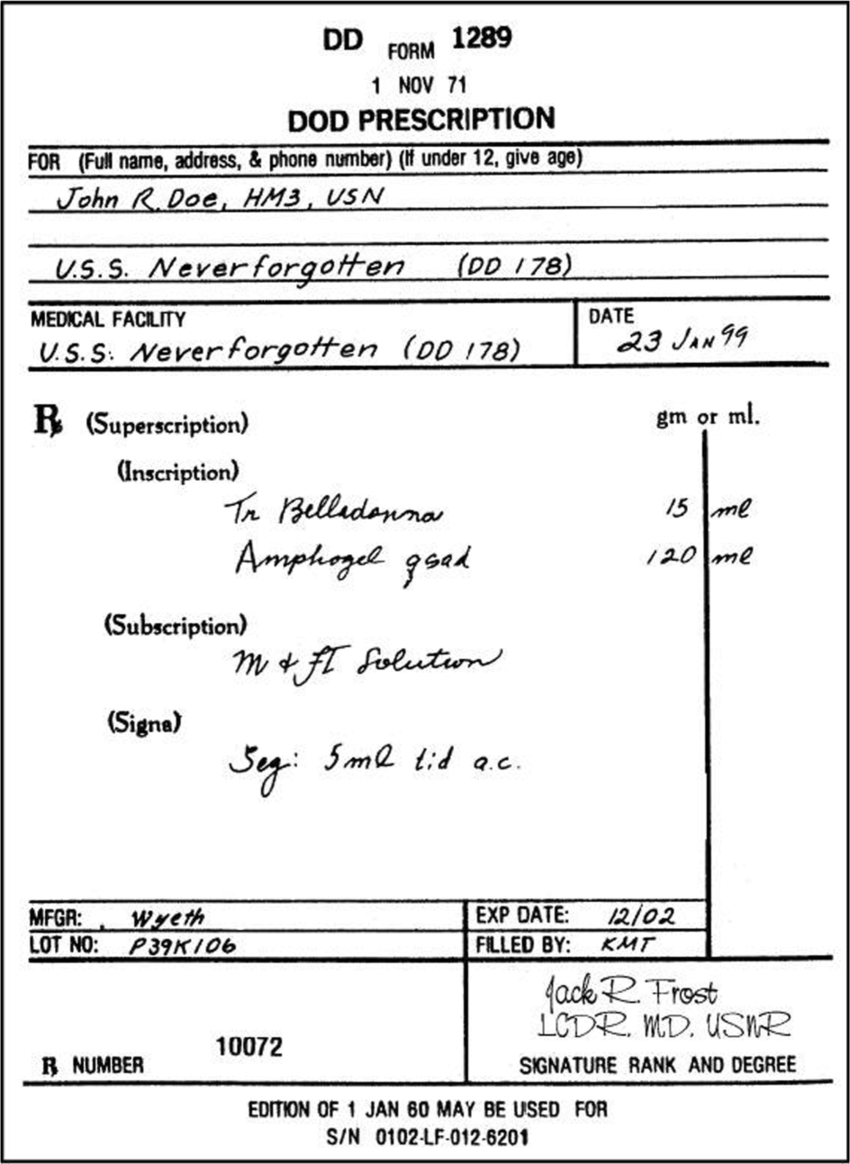 DD FORM 1289
1 NOV 71
DOD PRESCRIPTION
FOR (Full name, address, & phone number) (If under 12, give age)
John R. Doe, HM3, USN
U.S.S. Neverforgotten (DD 178)
MEDICAL FACILITY
U.S.S. Neverforgotten (DD 178)
DATE
23 JAN 99
℞ (Superscription)
gm or ml.
(Inscription)
Tr Belladonna 15 ml
Amphogel qsad 120 ml
(Subscription)
M & ft Solution
(Signa)
Sig: 5ml tid a.c.
MFGR: Wyeth
EXP DATE: 12/02
LOT NO: P39K106
FILLED BY: KMT
Jack R. Frost
LCDR, MD, USNR
10072
℞ NUMBER
SIGNATURE RANK AND DEGREE
EDITION OF 1 JAN 60 MAY BE USED FOR
S/N 0102-LF-012-6201